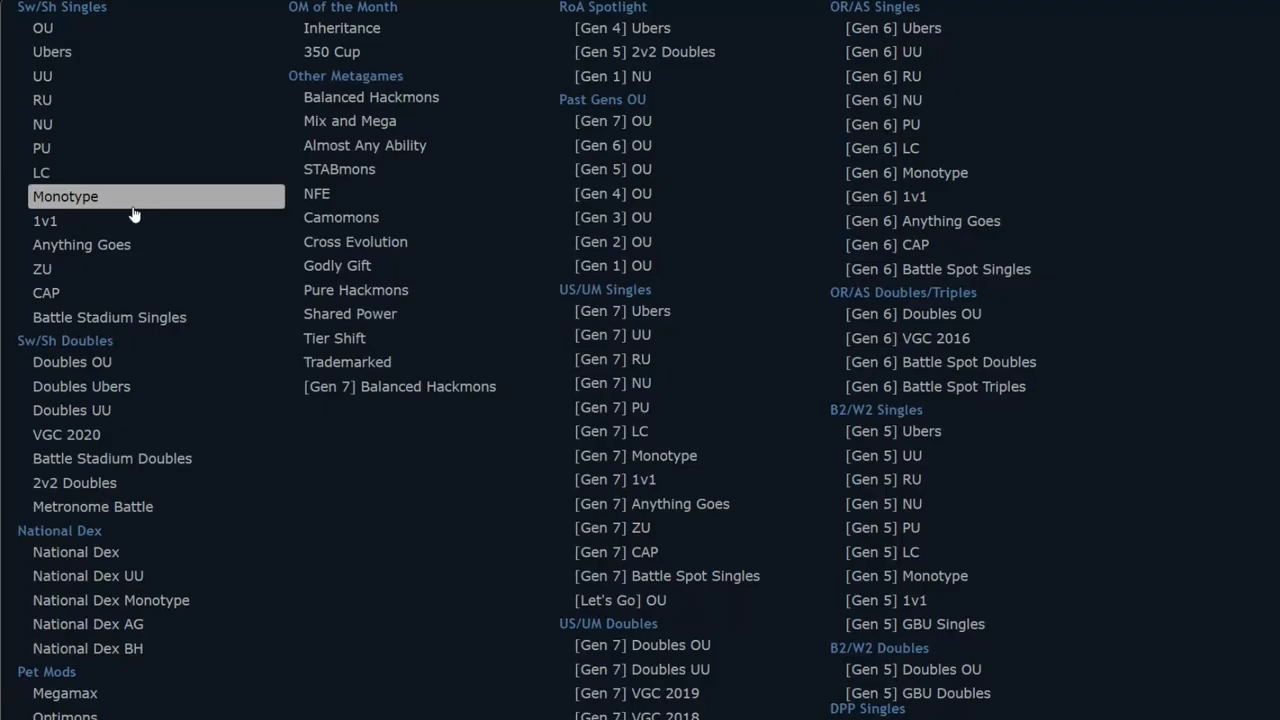 Sw/Sh Singles
OU
Ubers
UU
RU
NU
PU
LC
Monotype
1v1
Anything Goes
ZU
CAP
Battle Stadium Singles
Sw/Sh Doubles
Doubles OU
Doubles Ubers
Doubles UU
VGC 2020
Battle Stadium Doubles
2v2 Doubles
Metronome Battle
National Dex
National Dex
National Dex UU
National Dex Monotype
National Dex AG
National Dex BH
Pet Mods
Megamax
Optimons
OM of the Month
Inheritance
350 Cup
Other Metagames
Balanced Hackmons
Mix and Mega
Almost Any Ability
STABmons
NFE
Camomons
Cross Evolution
Godly Gift
Pure Hackmons
Shared Power
Tier Shift
Trademarked
[Gen 7] Balanced Hackmons
RoA Spotlight
[Gen 4] Ubers
[Gen 5] 2v2 Doubles
[Gen 1] NU
Past Gens OU
[Gen 7] OU
[Gen 6] OU
[Gen 5] OU
[Gen 4] OU
[Gen 3] OU
[Gen 2] OU
[Gen 1] OU
US/UM Singles
[Gen 7] Ubers
[Gen 7] UU
[Gen 7] RU
[Gen 7] NU
[Gen 7] PU
[Gen 7] LC
[Gen 7] Monotype
[Gen 7] 1v1
[Gen 7] Anything Goes
[Gen 7] ZU
[Gen 7] CAP
[Gen 7] Battle Spot Singles
[Let's Go] OU
US/UM Doubles
[Gen 7] Doubles OU
[Gen 7] Doubles UU
[Gen 7] VGC 2019
[Gen 7] VGC 2018
OR/AS Singles
[Gen 6] Ubers
[Gen 6] UU
[Gen 6] RU
[Gen 6] NU
[Gen 6] PU
[Gen 6] LC
[Gen 6] Monotype
[Gen 6] 1v1
[Gen 6] Anything Goes
[Gen 6] CAP
[Gen 6] Battle Spot Singles
OR/AS Doubles/Triples
[Gen 6] Doubles OU
[Gen 6] VGC 2016
[Gen 6] Battle Spot Doubles
[Gen 6] Battle Spot Triples
B2/W2 Singles
[Gen 5] Ubers
[Gen 5] UU
[Gen 5] RU
[Gen 5] NU
[Gen 5] PU
[Gen 5] LC
[Gen 5] Monotype
[Gen 5] 1v1
[Gen 5] GBU Singles
B2/W2 Doubles
[Gen 5] Doubles OU
[Gen 5] GBU Doubles
DPP Singles